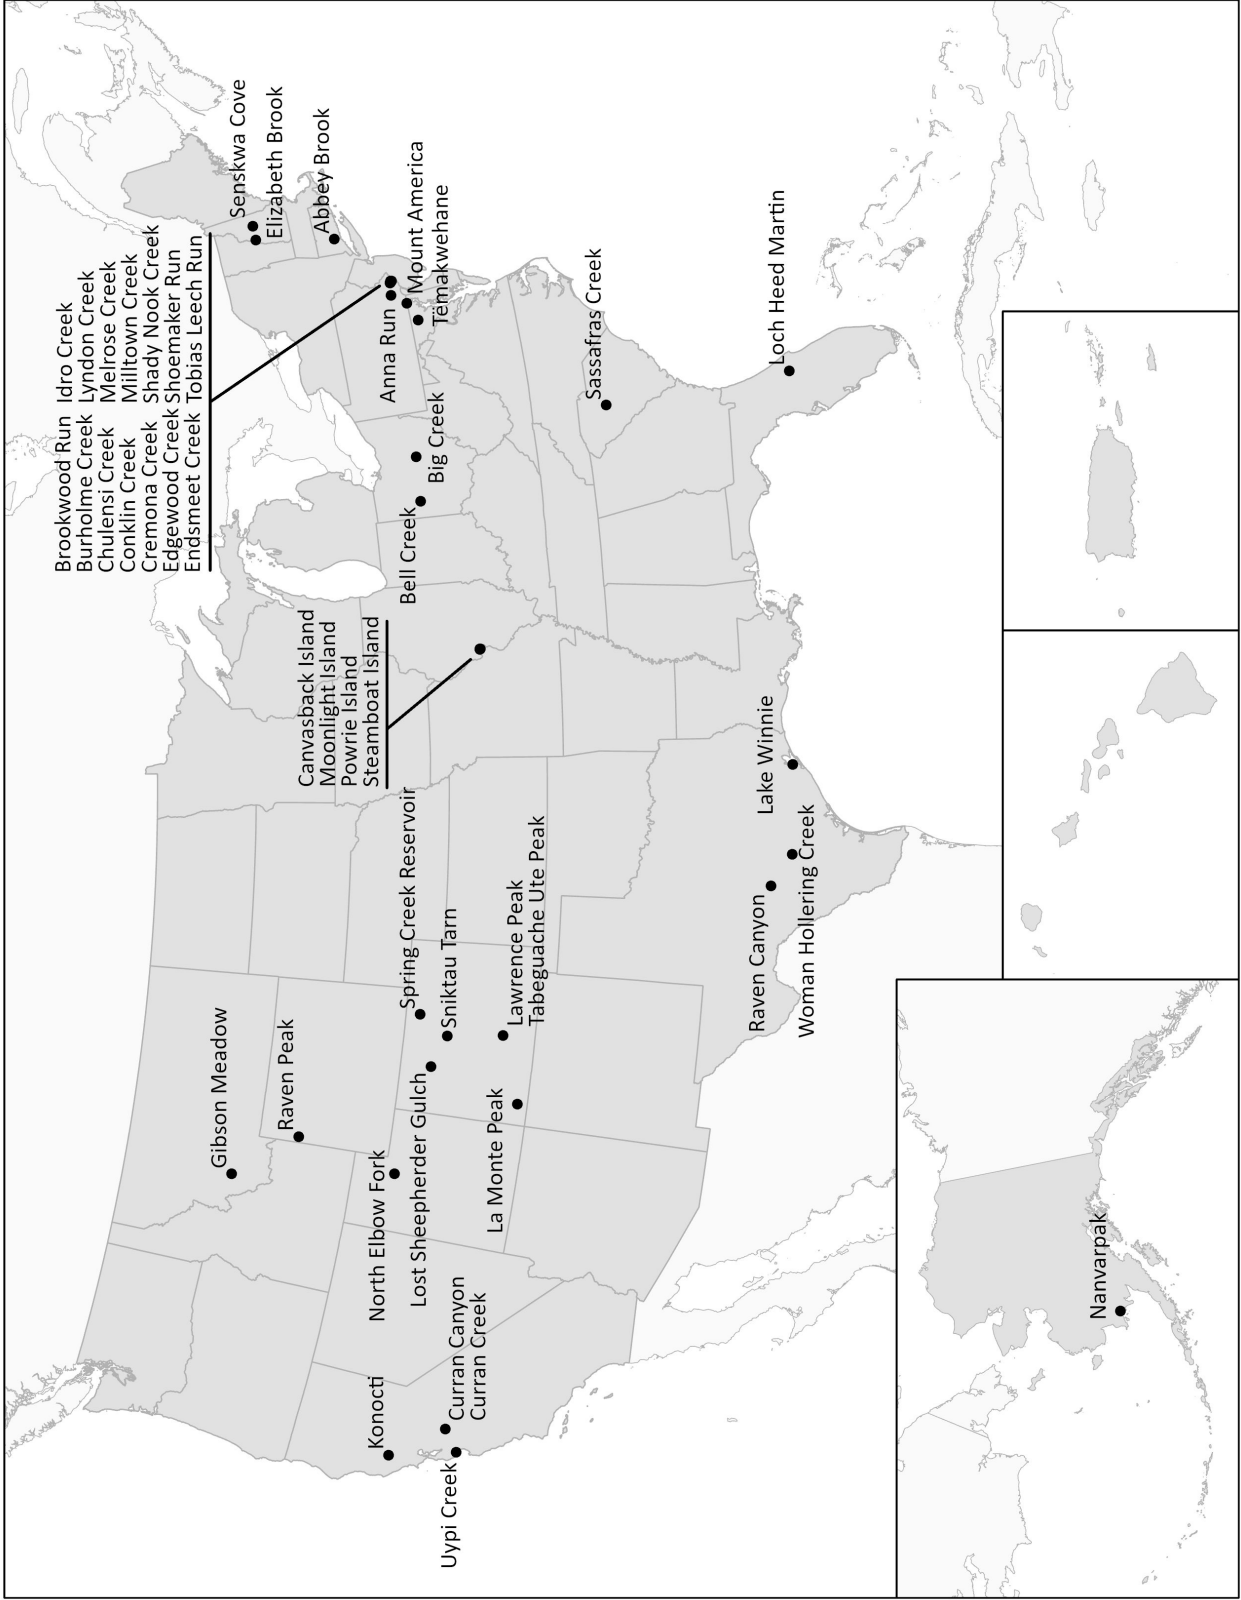 Brookwood Run
Burholme Creek
Chulensi Creek
Conklin Creek
Cremona Creek
Edgewood Creek
Endsmeet Creek
Idro Creek
Lyndon Creek
Melrose Creek
Milltown Creek
Shady Nook Creek
Shoemaker Run
Tobias Leech Run
Senskwa Cove
Elizabeth Brook
Abbey Brook
Anna Run
Mount America
Temakwehane
Big Creek
Bell Creek
Canvasback Island
Moonlight Island
Powrie Island
Steamboat Island
Sassafras Creek
Loch Heed Martin
Gibson Meadow
Raven Peak
North Elbow Fork
Spring Creek Reservoir
Lost Sheepherder Gulch
Sniktau Tarn
La Monte Peak
Lawrence Peak
Tabeguache Ute Peak
Konocti
Uypi Creek
Curran Canyon
Curran Creek
Raven Canyon
Lake Winnie
Woman Hollering Creek
Nanvarpak